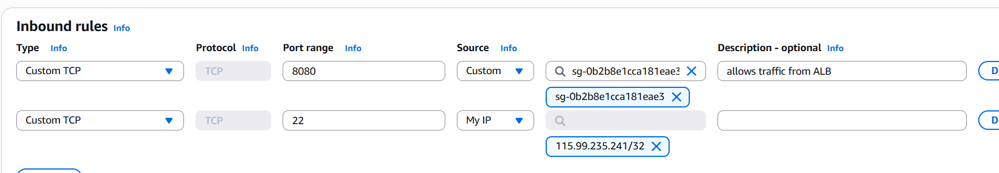 Inbound rules Info
Type Info Protocol Info Port range Info Source Info Description - optional Info
Custom TCP TCP 8080 Custom sg-0b2b8e1cca181eae3 allows traffic from ALB D
sg-0b2b8e1cca181eae3
Custom TCP TCP 22 My IP D
115.99.235.241/32